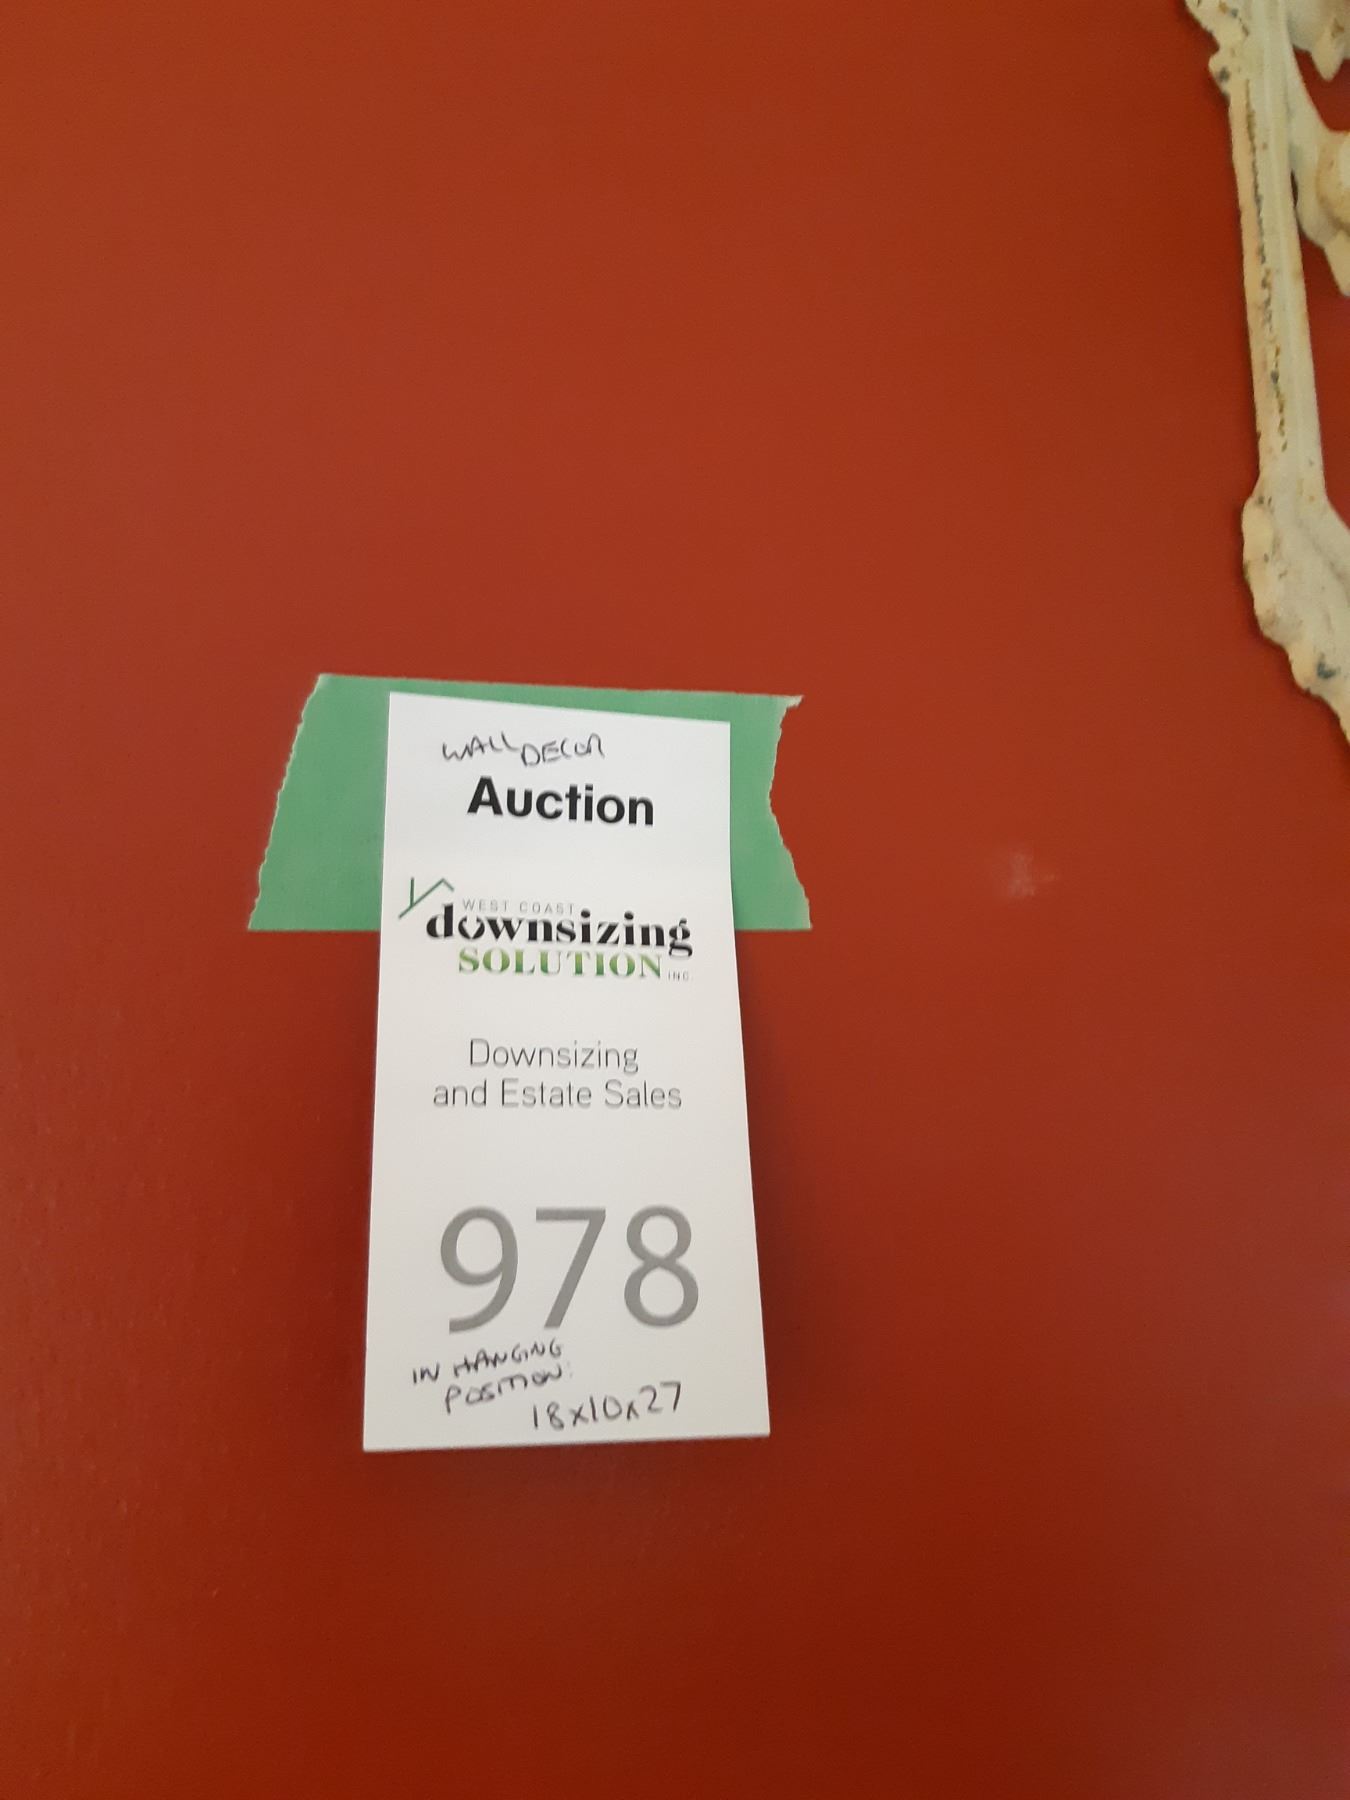 WALL DECOR
Auction
WEST COAST
downsizing
SOLUTION INC.
Downsizing
and Estate Sales
978
IN HANGING
POSITION:
18x10x27